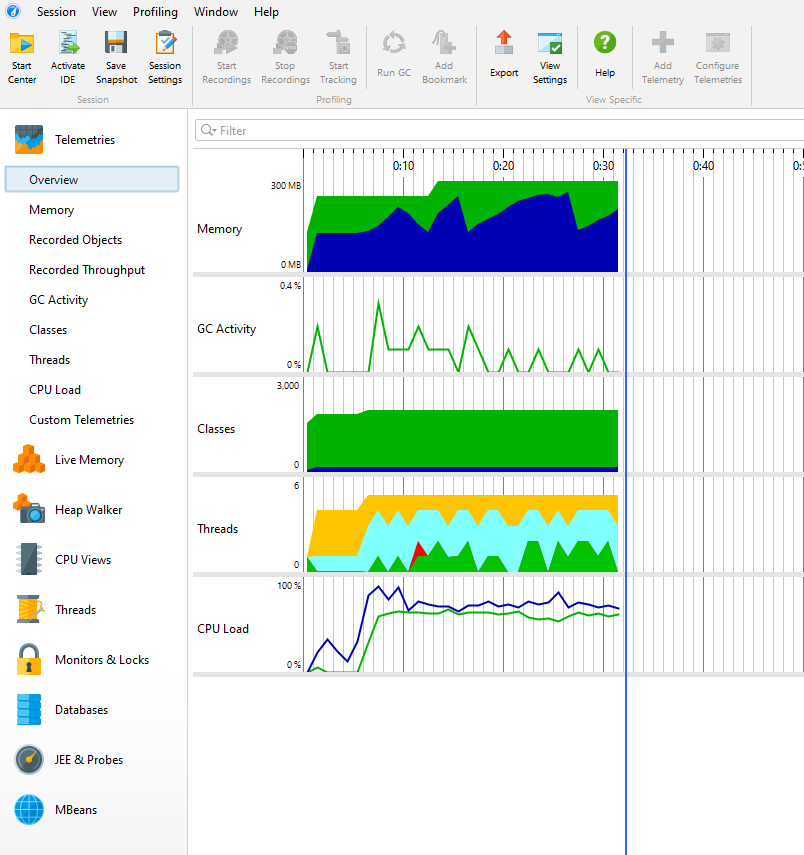 Session View Profiling Window Help
Start Center
Activate IDE
Save Snapshot
Session Settings
Start Recordings
Stop Recordings
Start Tracking
Run GC
Add Bookmark
Export
View Settings
Help
Add Telemetry
Configure Telemetries
Session
Profiling
View Specific
Telemetries
Overview
Memory
Recorded Objects
Recorded Throughput
GC Activity
Classes
Threads
CPU Load
Custom Telemetries
Live Memory
Heap Walker
CPU Views
Threads
Monitors & Locks
Databases
JEE & Probes
MBeans
Filter
0:10 0:20 0:30 0:40
300 MB
Memory
0 MB
0.4 %
GC Activity
0 %
3,000
Classes
0
6
Threads
0
100 %
CPU Load
0 %